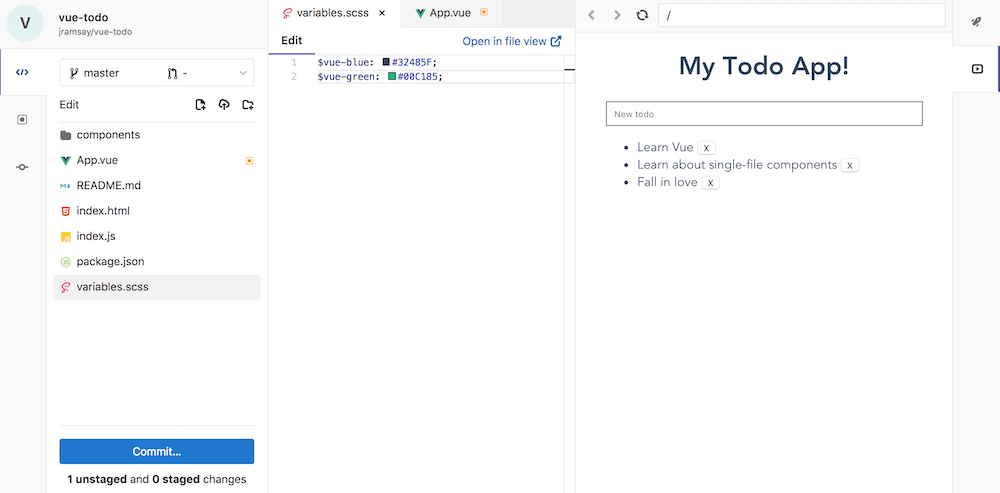 V
vue-todo
jramsay/vue-todo
master
-
Edit
components
App.vue
README.md
index.html
index.js
package.json
variables.scss
Commit...
1 unstaged and 0 staged changes
variables.scss ×
App.vue
Edit
Open in file view
1 $vue-blue: #32485F;
2 $vue-green: #00C185;
/
My Todo App!
New todo
• Learn Vue x
• Learn about single-file components x
• Fall in love x